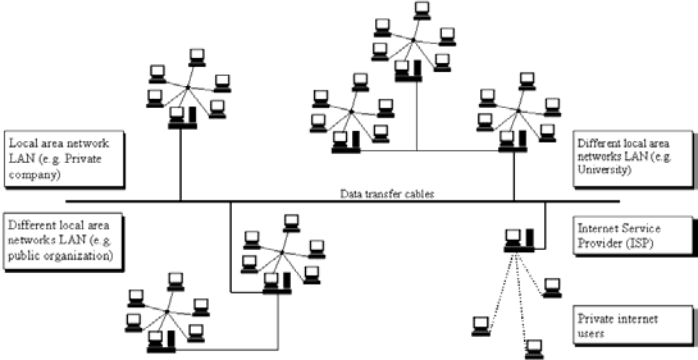 Local area network
LAN (e.g. Private
company)
Different local area
networks LAN (e.g.
University)
Data transfer cables
Different local area
networks LAN (e.g.
public organization)
Internet Service
Provider (ISP)
Private internet
users